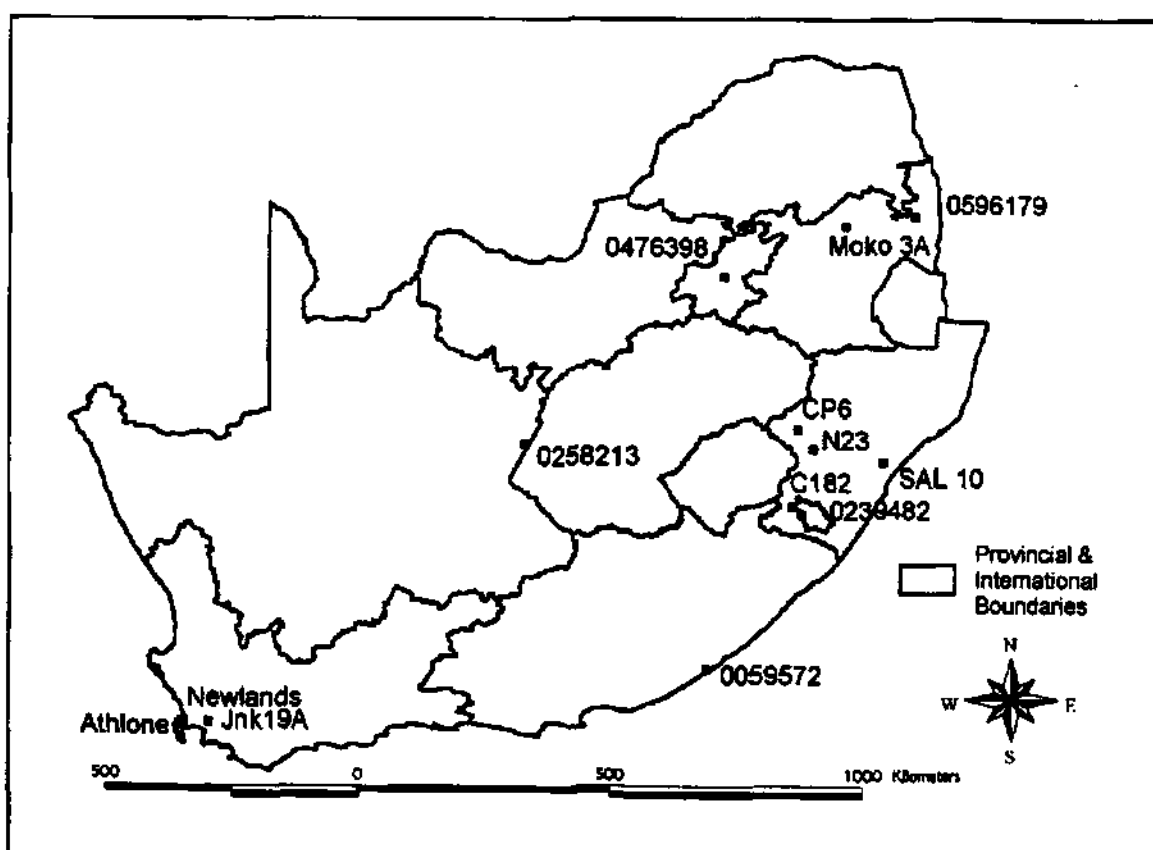 0596179
Moko 3A
0476398
CP6
N23
0258213
SAL 10
C182
0239482
Provincial &
International
Boundaries
N
0059572
W E
Newlands
Athlone
Jnk19A
S
500 0 500 1000 Kilometers